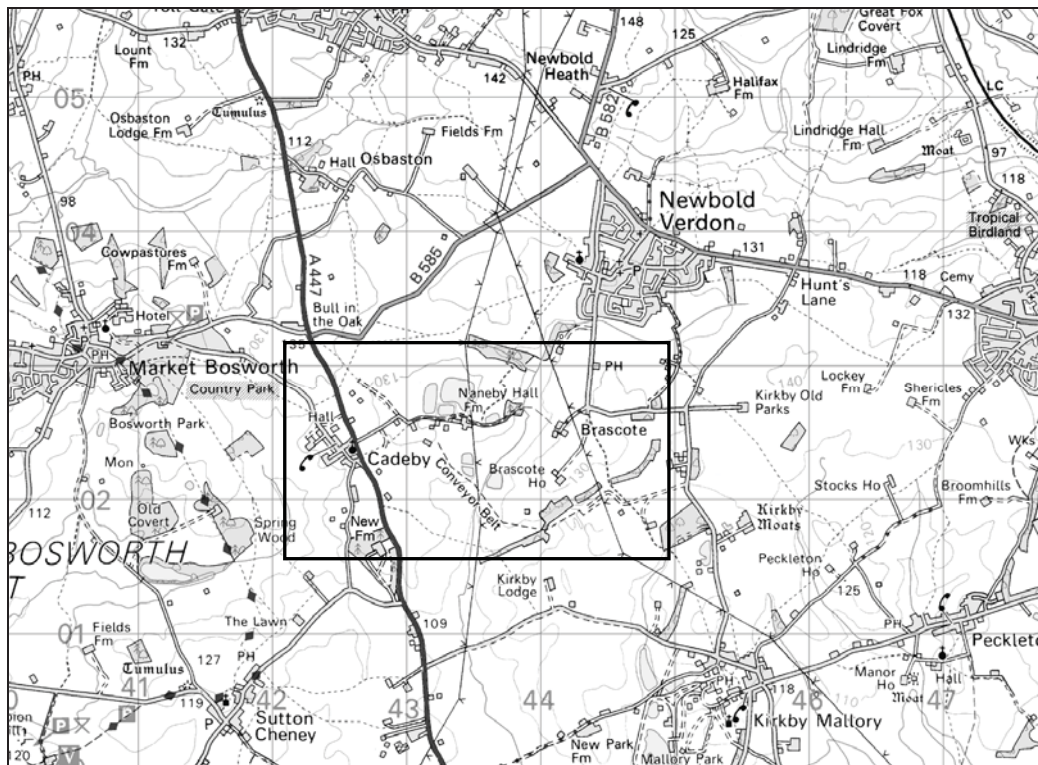 Toll Gate
PH
148
Great Fox
Covert
Lount
Fm
132
125
Lindridge
Fm
PH
142
Newbold
Heath
Halifax
Fm
LC
05
Tumulus
B 582
Osbaston
Lodge Fm
112
Fields Fm
Lindridge Hall
Fm
Moat
97
Hall
Osbaston
118
98
Newbold
Verdon
Tropical
Birdland
04
Cowpastures
Fm
A 447
B 585
P
131
118
Cemy
Hunt's
Lane
132
Hotel
P
Bull in
the Oak
PH
Market Bosworth
Country Park
130
130
Naneby Hall
Fm
PH
140
Lockey
Fm
Shericles
Fm
Kirkby Old
Parks
Bosworth Park
Hall
Cadeby
Brascote
130
Wks
Mon
Conveyor Belt
Brascote
Ho
130
Stocks Ho
Broomhills
Fm
02
112
Old
Covert
Spring
Wood
New
Fm
Kirkby
Moats
BOSWORTH
Peckleton
Ho
Kirkby
Lodge
125
The Lawn
109
01
Fields
Fm
PH
PH
Peckleto
Tumulus
127
Manor
Ho
Moat
Hall
41
42
43
44
PH
118
46
110
47
119
P
Sutton
Cheney
Kirkby Mallory
P
P
V
120
New Park
Fm
Mallory Park